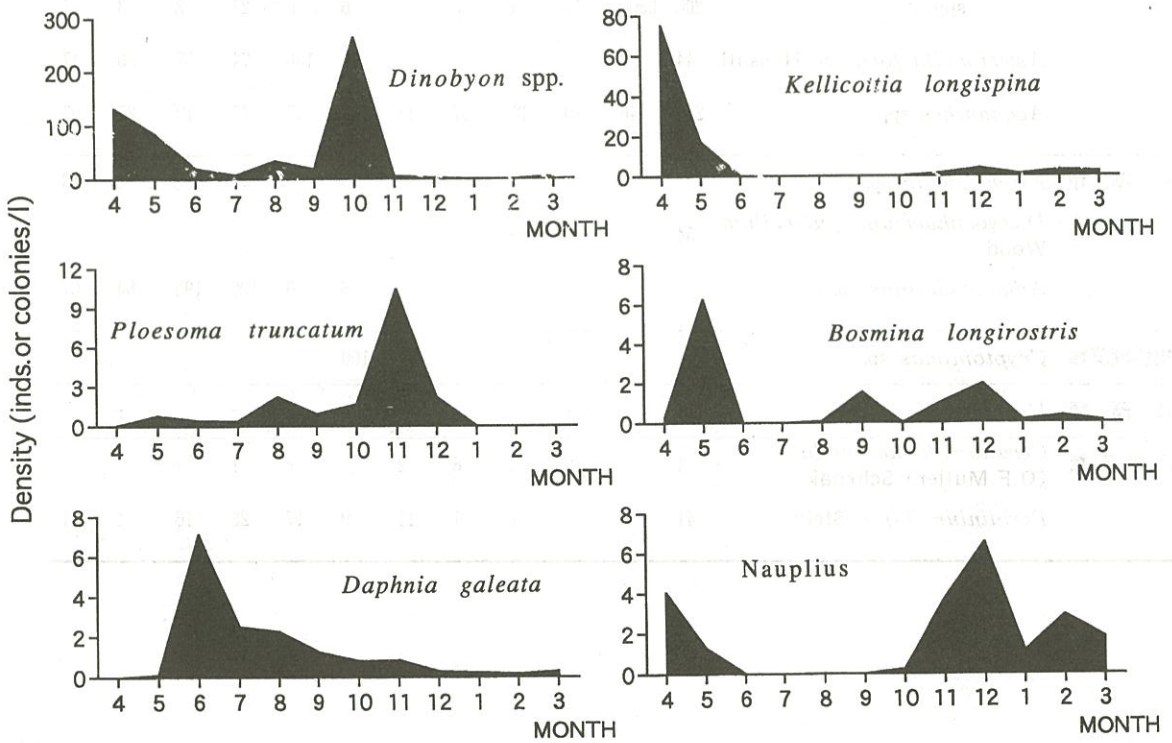 Density (inds.or colonies/l)
300
200
100
0
Dinobyon spp.
4 5 6 7 8 9 10 11 12 1 2 3
MONTH
80
60
40
20
0
Kellicottia longispina
4 5 6 7 8 9 10 11 12 1 2 3
MONTH
12
9
6
3
0
Ploesoma truncatum
4 5 6 7 8 9 10 11 12 1 2 3
MONTH
8
6
4
2
0
Bosmina longirostris
4 5 6 7 8 9 10 11 12 1 2 3
MONTH
8
6
4
2
0
Daphnia galeata
4 5 6 7 8 9 10 11 12 1 2 3
MONTH
8
6
4
2
0
Nauplius
4 5 6 7 8 9 10 11 12 1 2 3
MONTH